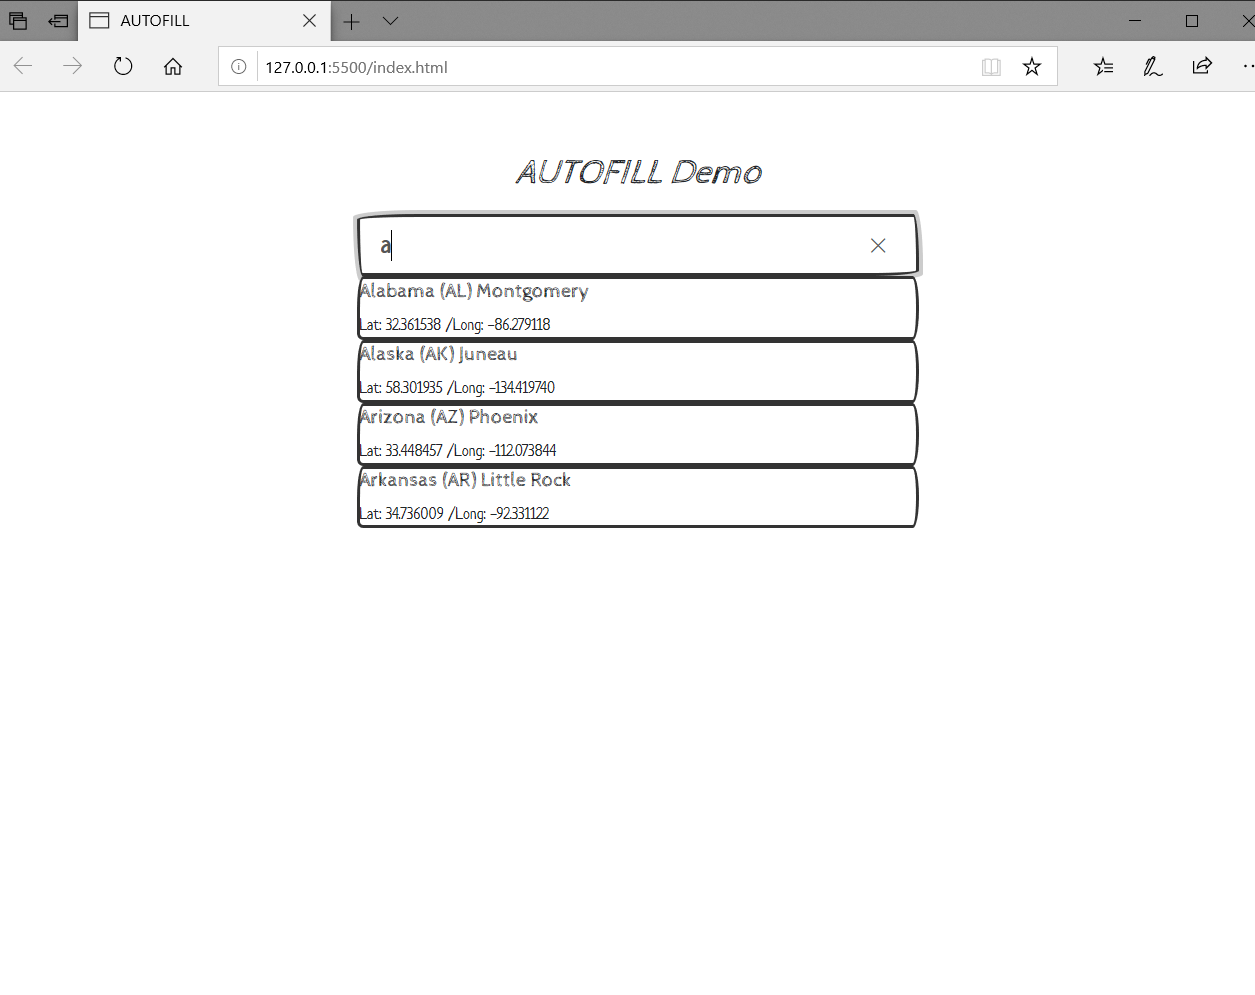 AUTOFILL
127.0.0.1:5500/index.html
AUTOFILL Demo
a
Alabama (AL) Montgomery
Lat: 32.361538 /Long: -86.279118
Alaska (AK) Juneau
Lat: 58.301935 /Long: -134.419740
Arizona (AZ) Phoenix
Lat: 33.448457 /Long: -112.073844
Arkansas (AR) Little Rock
Lat: 34.736009 /Long: -92.331122